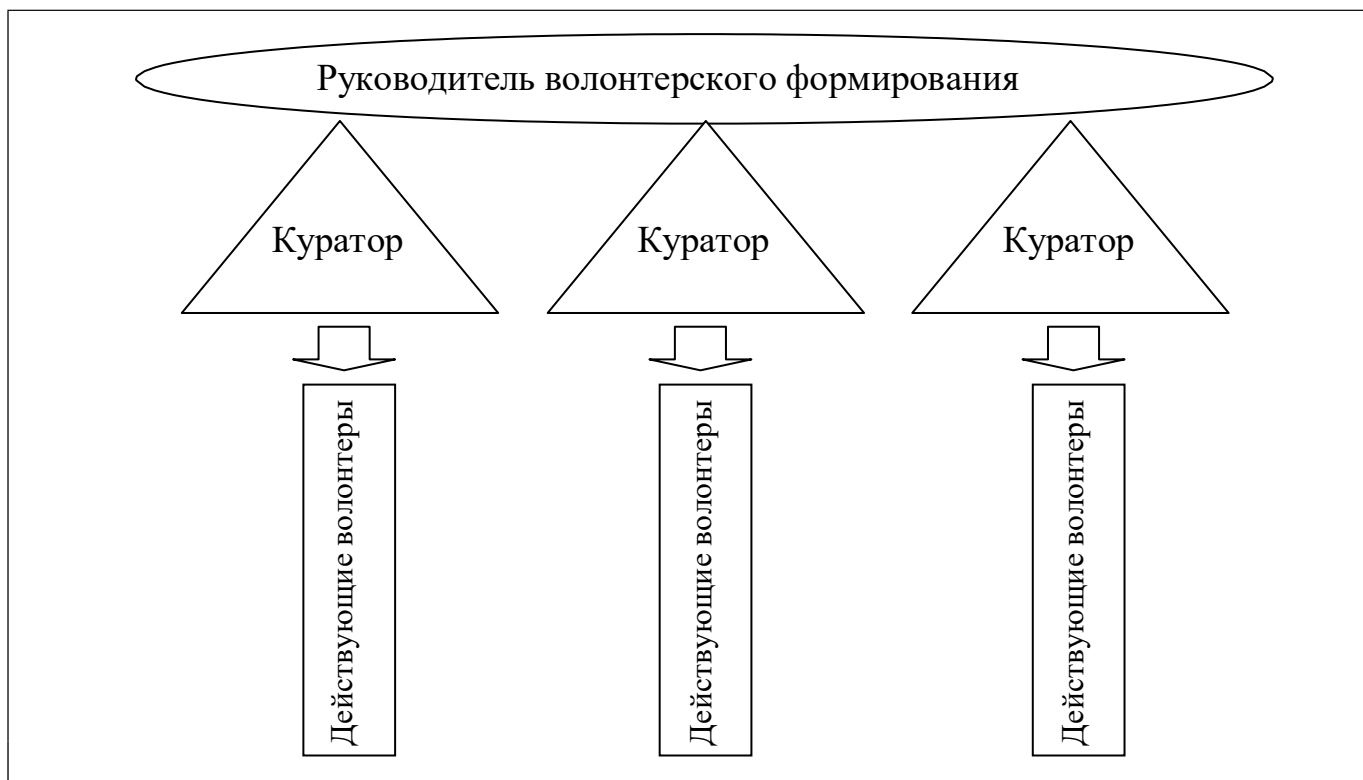 Руководитель волонтерского формирования
Куратор
Куратор
Куратор
Действующие волонтеры
Действующие волонтеры
Действующие волонтеры